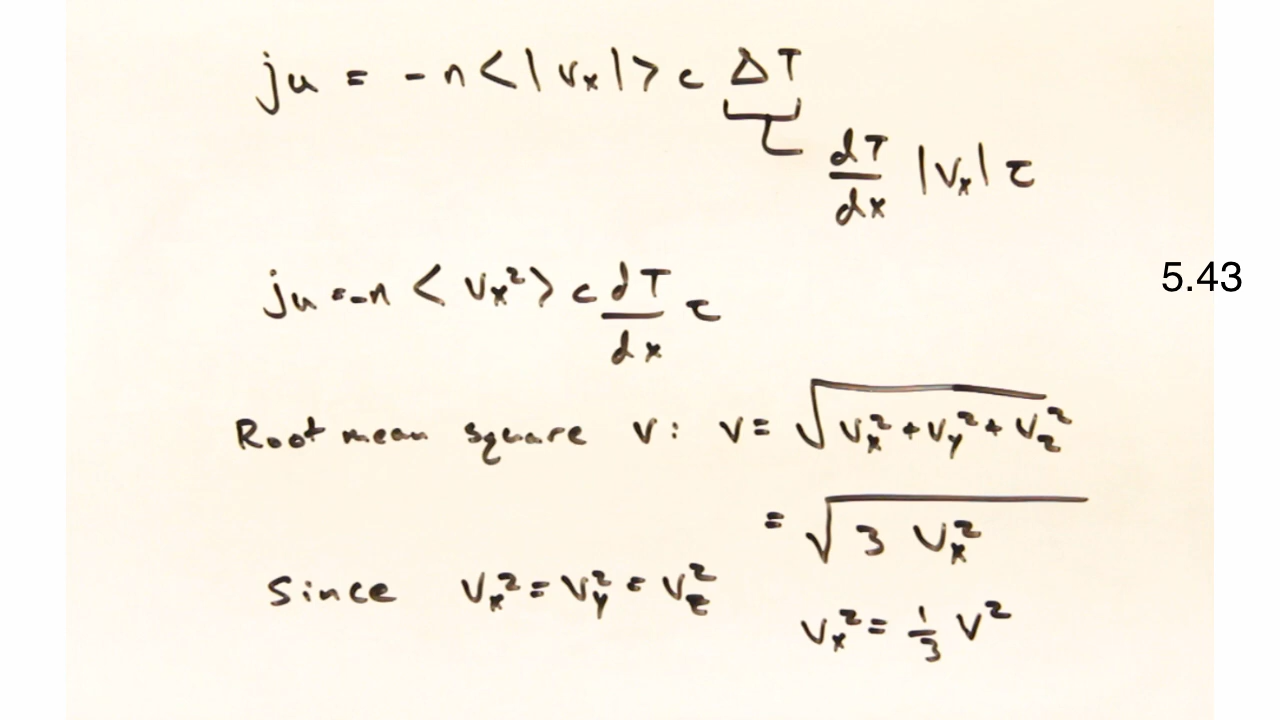 ju = - n < | vx | > c ΔT
dT/dx |vx| τ
ju = -n < vx² > c dT/dx τ
5.43
Root mean square v: v = √(vx² + vy² + vz²)
= √(3 vx²)
Since vx² = vy² = vz²
vx² = 1/3 v²